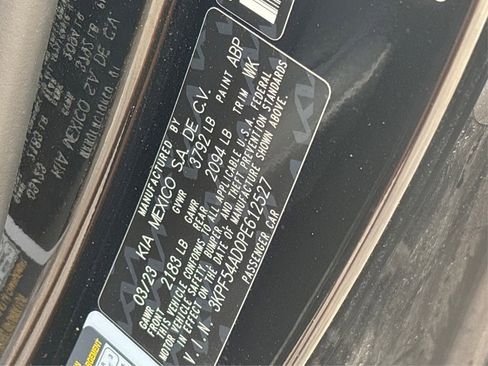 MANUFACTURED BY
KIA MEXICO SA. DE C.V.
03/23 GVWR 3792 LB
GAWR FRONT 2183 LB GAWR REAR 2094 LB PAINT ABP
TRIM WK
THIS VEHICLE CONFORMS TO ALL APPLICABLE U.S.A. FEDERAL
MOTOR VEHICLE SAFETY, BUMPER, AND THEFT PREVENTION STANDARDS
IN EFFECT ON THE DATE OF MANUFACTURE SHOWN ABOVE.
V.I.N 3KPF54AD0PE612527
PASSENGER CAR